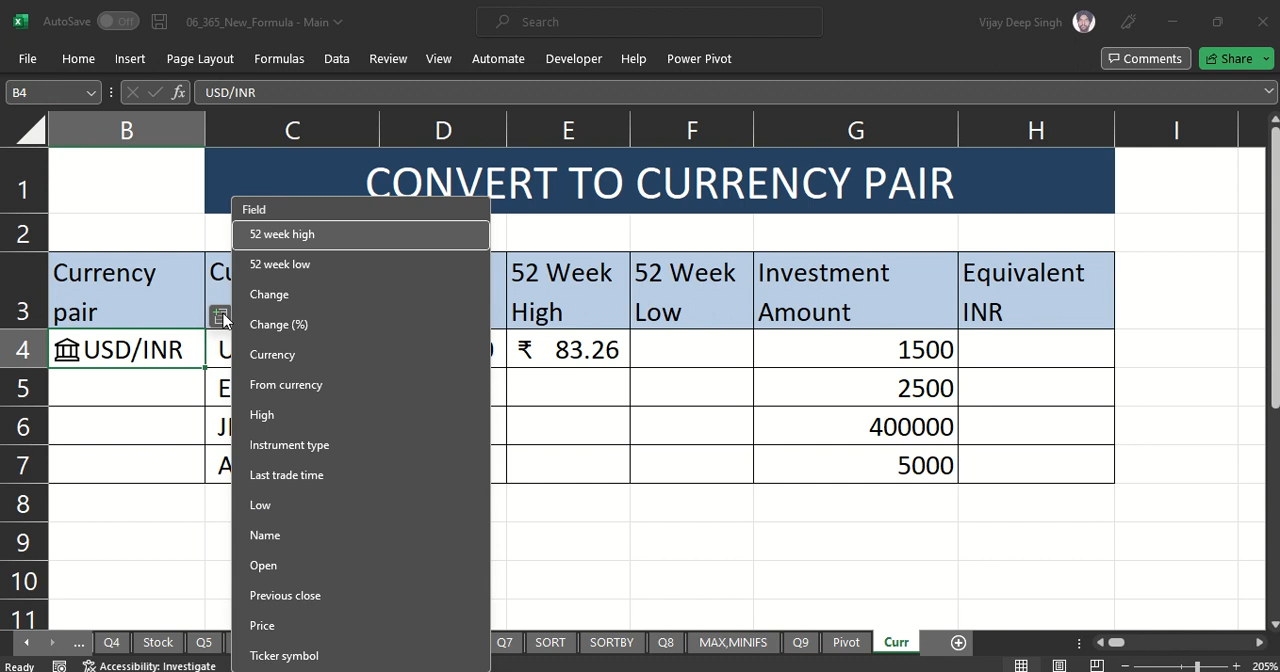 AutoSave Off 06_365_New_Formula - Main Search Vijay Deep Singh
File Home Insert Page Layout Formulas Data Review View Automate Developer Help Power Pivot Comments Share
B4 fx USD/INR
B C D E F G H I
1 CONVERT TO CURRENCY PAIR
2
3
Currency
pair
Cu
52 Week
High
52 Week
Low
Investment
Amount
Equivalent
INR
4 USD/INR ₹ 83.26 1500
5 2500
6 400000
7 5000
8
9
10
11
Field
52 week high
52 week low
Change
Change (%)
Currency
From currency
High
Instrument type
Last trade time
Low
Name
Open
Previous close
Price
Ticker symbol
... Q4 Stock Q5 Q7 SORT SORTBY Q8 MAX,MINIFS Q9 Pivot Curr
Ready Accessibility: Investigate 205%